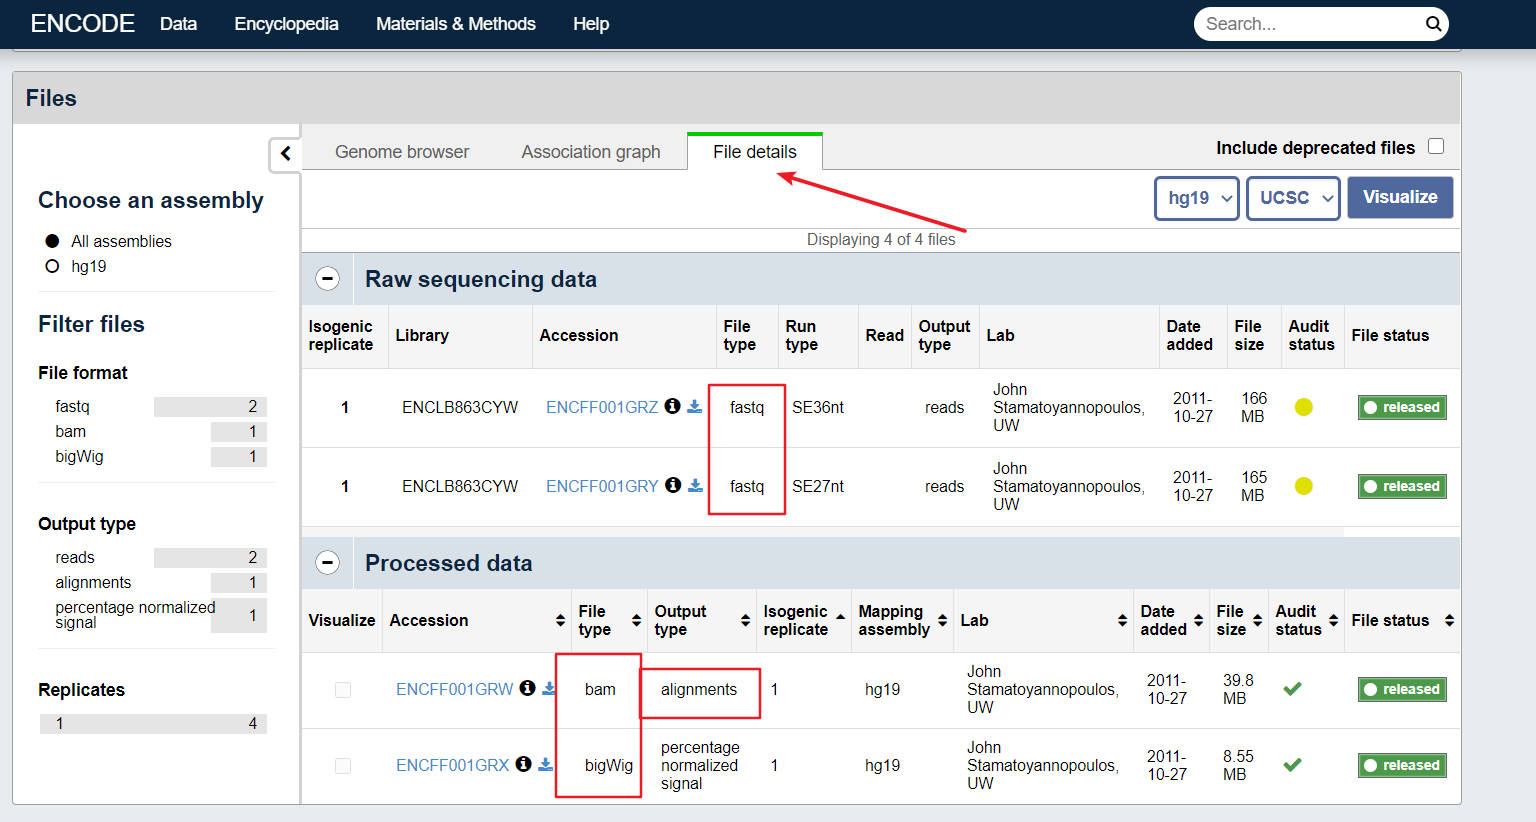 ENCODE Data Encyclopedia Materials & Methods Help Search...
Files
Genome browser Association graph File details Include deprecated files
hg19 UCSC Visualize
Displaying 4 of 4 files
Choose an assembly
All assemblies
hg19
Filter files
File format
fastq 2
bam 1
bigWig 1
Output type
reads 2
alignments 1
percentage normalized
signal 1
Replicates
1 4
Raw sequencing data
Isogenic replicate Library Accession File type Run type Read Output type Lab Date added File size Audit status File status
1 ENCLB863CYW ENCFF001GRZ fastq SE36nt reads John Stamatoyannopoulos, UW 2011-10-27 166 MB released
1 ENCLB863CYW ENCFF001GRY fastq SE27nt reads John Stamatoyannopoulos, UW 2011-10-27 165 MB released
Processed data
Visualize Accession File type Output type Isogenic replicate Mapping assembly Lab Date added File size Audit status File status
ENCFF001GRW bam alignments 1 hg19 John Stamatoyannopoulos, UW 2011-10-27 39.8 MB released
ENCFF001GRX bigWig percentage normalized signal 1 hg19 John Stamatoyannopoulos, UW 2011-10-27 8.55 MB released